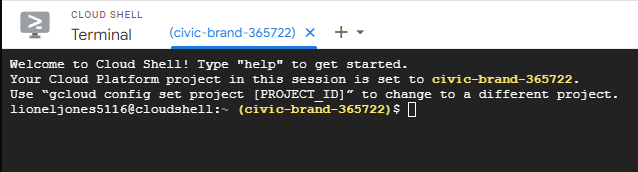 CLOUD SHELL
Terminal
(civic-brand-365722) × + ▾
Welcome to Cloud Shell! Type "help" to get started.
Your Cloud Platform project in this session is set to civic-brand-365722.
Use “gcloud config set project [PROJECT_ID]” to change to a different project.
lioneljones5116@cloudshell:~ (civic-brand-365722)$